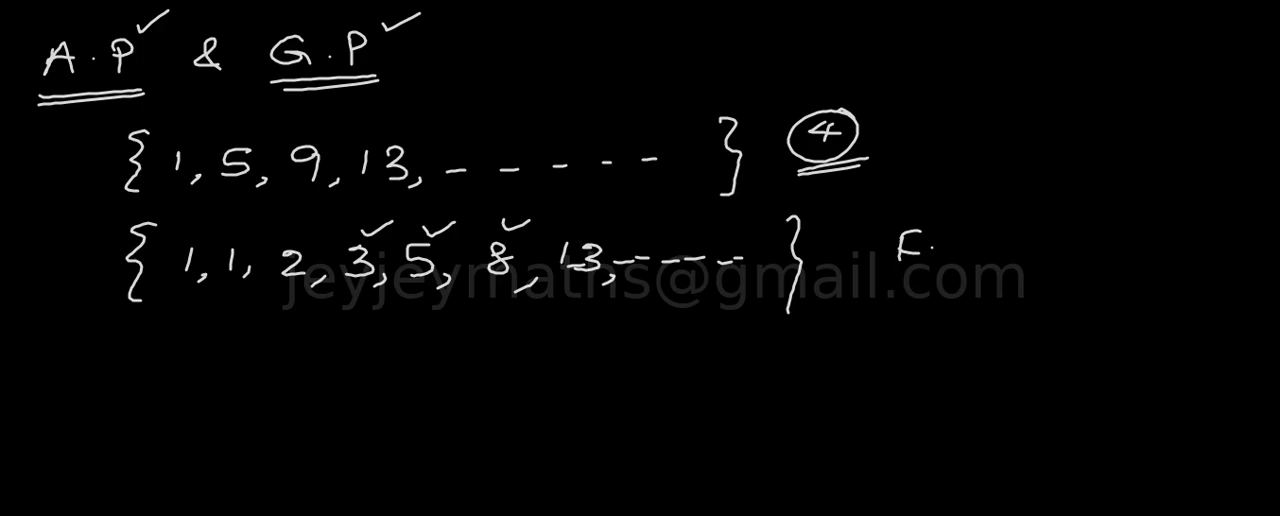 A.P & G.P
{1, 5, 9, 13, - - - - - } 4
{1, 1, 2, 3, 5, 8, 13, - - - - } F.
jeyjeymaths@gmail.com